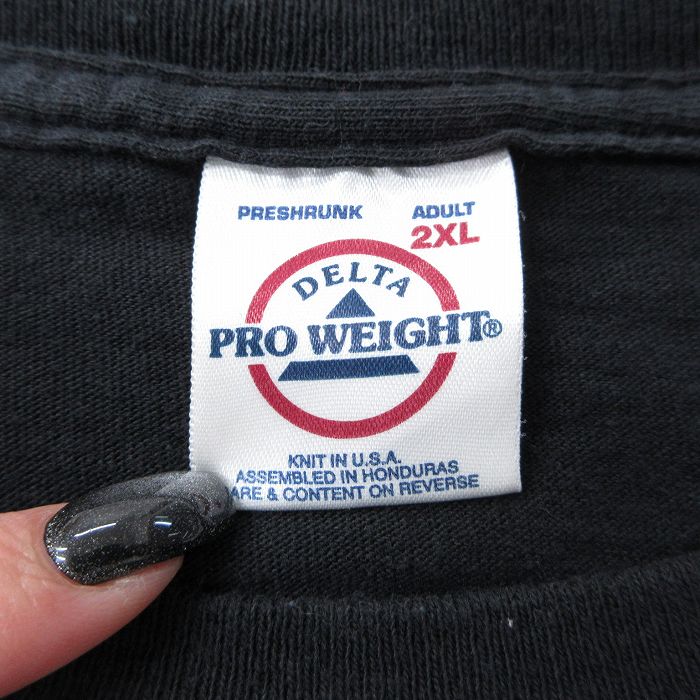 PRESHRUNK ADULT
2XL
DELTA
PRO WEIGHT®
KNIT IN U.S.A.
ASSEMBLED IN HONDURAS
ARE & CONTENT ON REVERSE